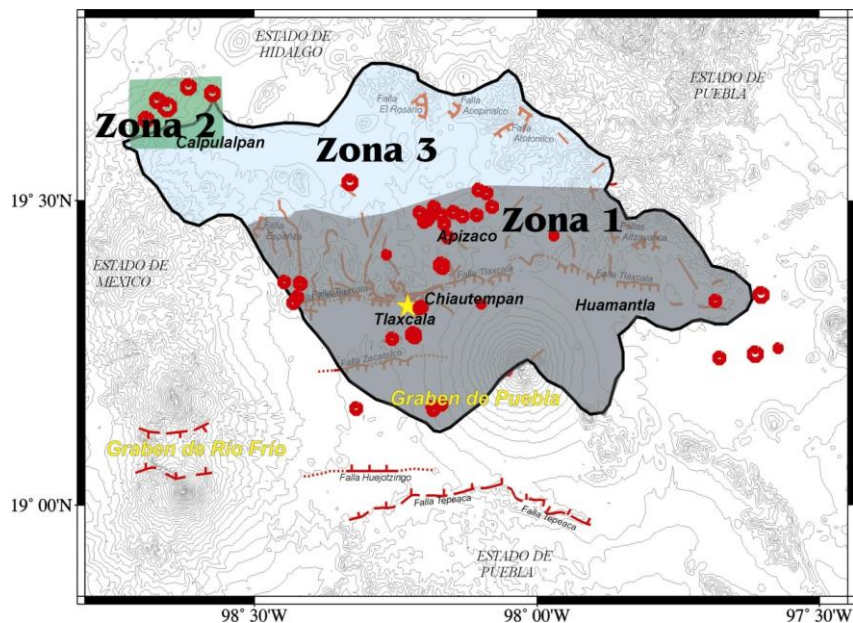 ESTADO DE
HIDALGO
ESTADO DE
PUEBLA
Falla
El Rosario
Falla
Acopinalco
Falla
Atotonilco
Zona 2
Calpulalpan
Zona 3
19° 30'N
Zona 1
Apizaco
Falla
España
Fallas
Altzayanca
ESTADO DE
MEXICO
Falla Tlaxcala
Falla Tlaxcala
Falla Tlaxcala
Chiautempan
Huamantla
Tlaxcala
Falla Zacatelco
Graben de Puebla
Graben de Río Frío
Falla Huejotzingo
19° 00'N
Falla Tepeaca
Falla Tepeaca
ESTADO DE
PUEBLA
98° 30'W
98° 00'W
97° 30'W